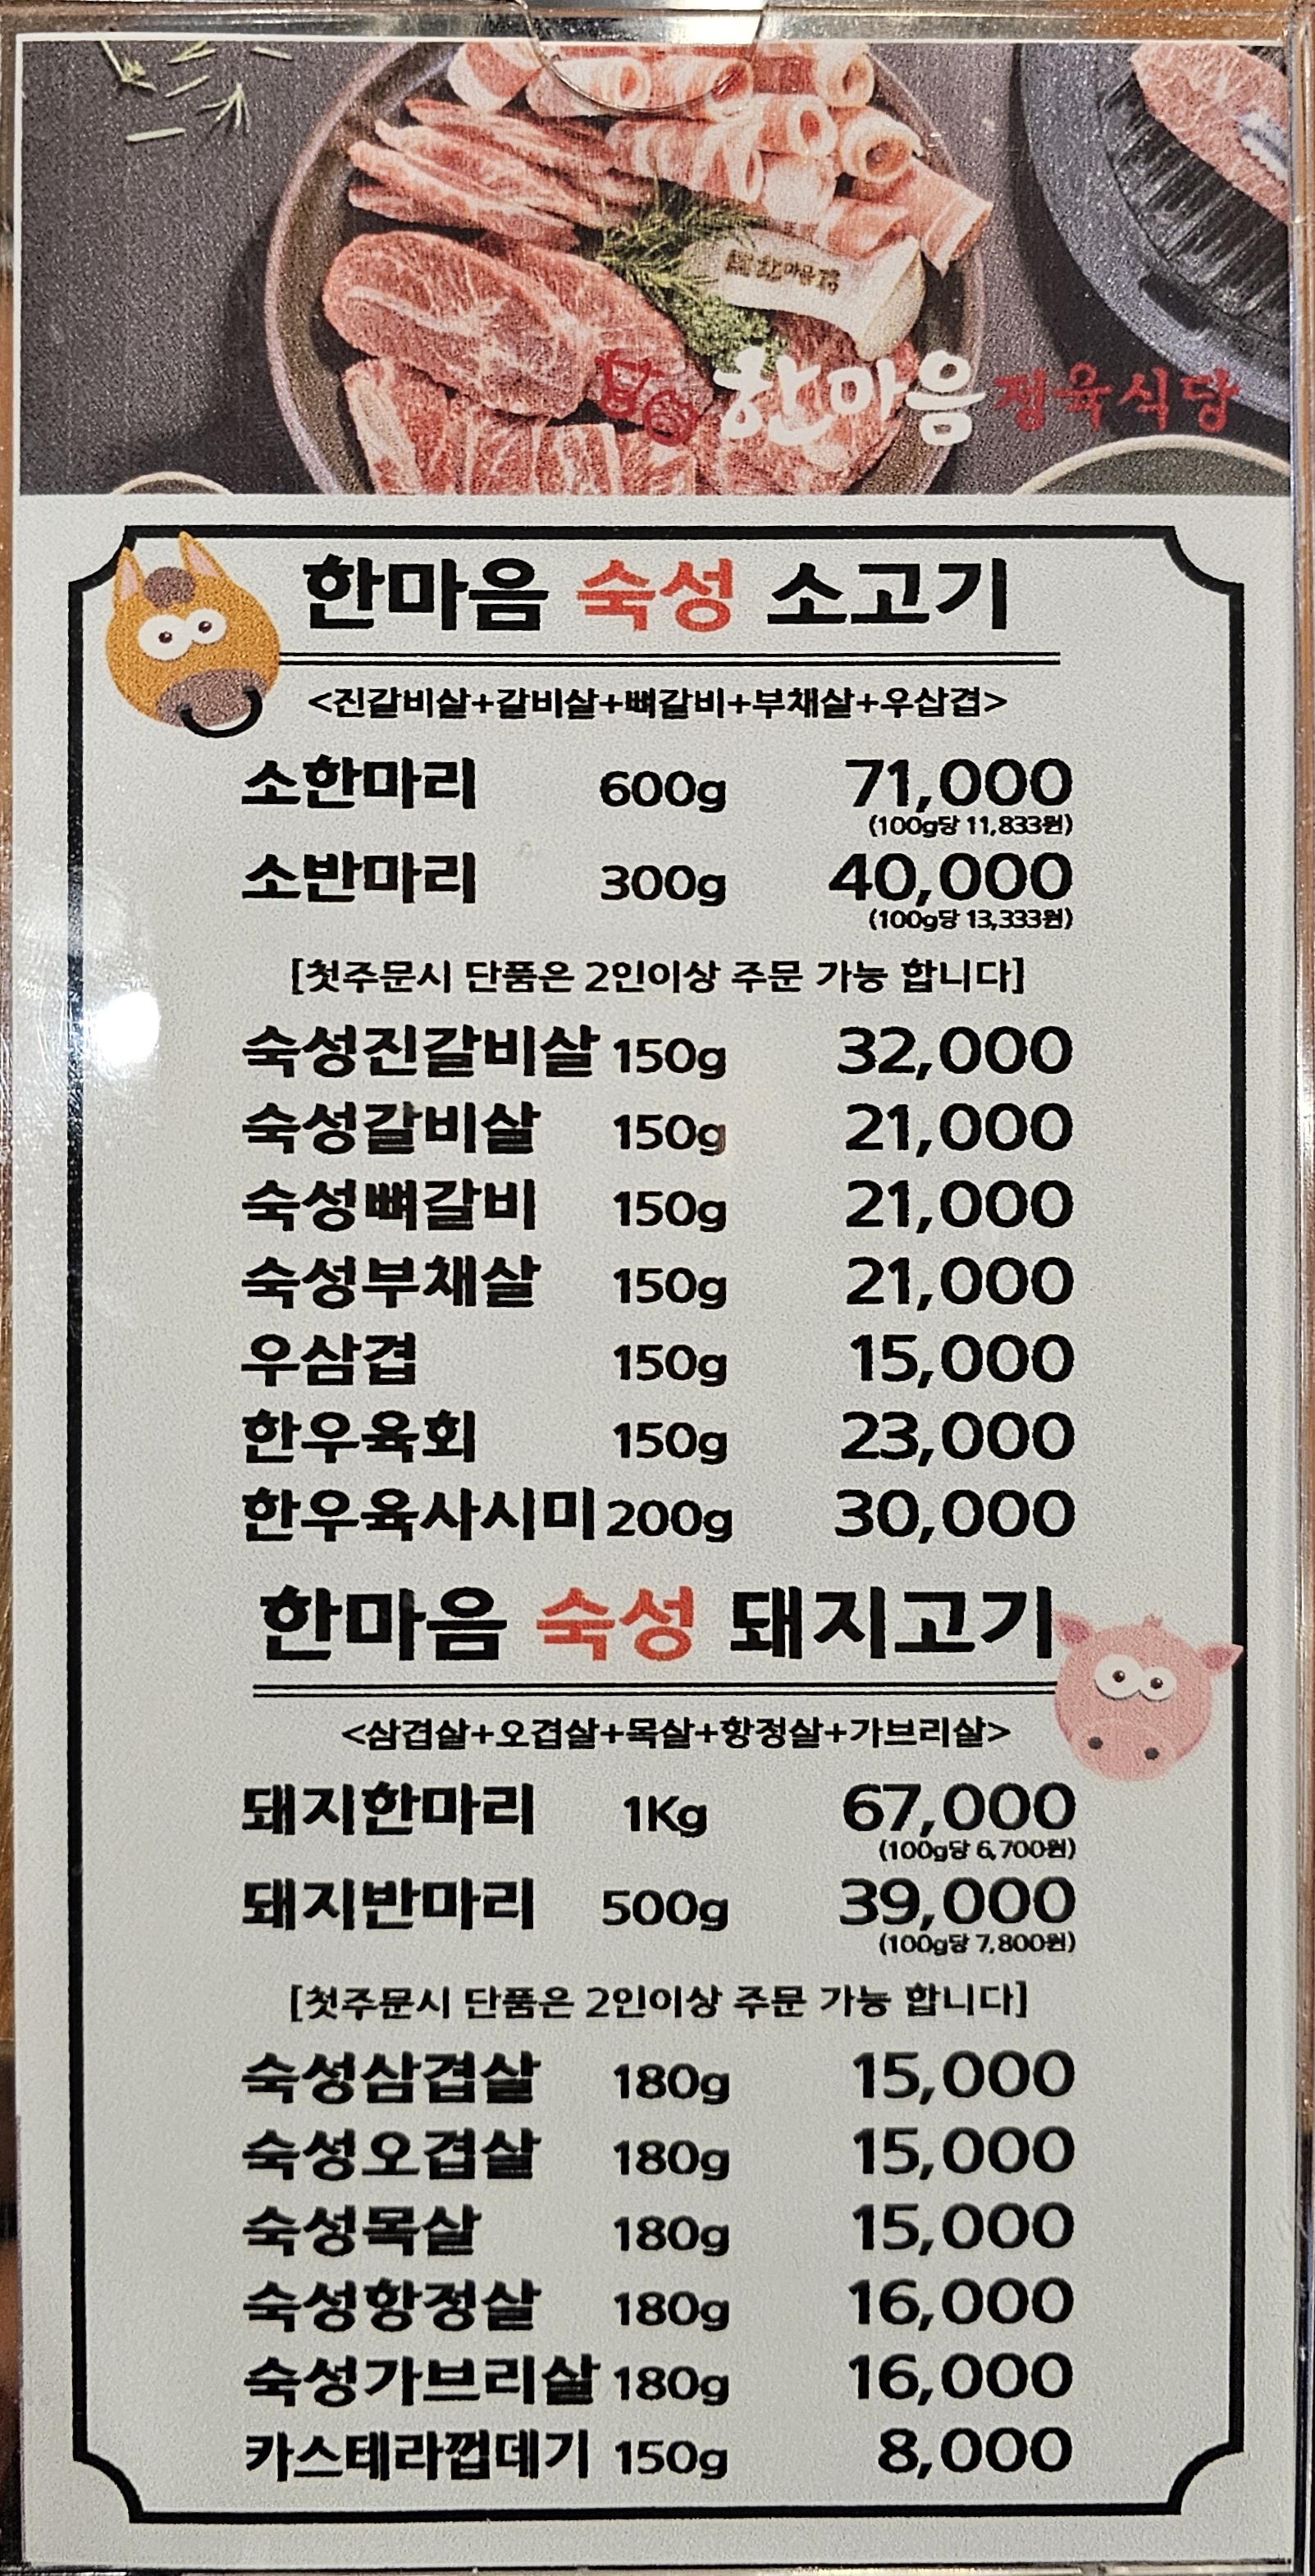 한마음 정육식당
한마음 숙성 소고기
<진갈비살+갈비살+뼈갈비+부채살+우삼겹>
소한마리 600g 71,000
(100g당 11,833원)
소반마리 300g 40,000
(100g당 13,333원)
[첫주문시 단품은 2인이상 주문 가능 합니다]
숙성진갈비살 150g 32,000
숙성갈비살 150g 21,000
숙성뼈갈비 150g 21,000
숙성부채살 150g 21,000
우삼겹 150g 15,000
한우육회 150g 23,000
한우육사시미 200g 30,000
한마음 숙성 돼지고기
<삼겹살+오겹살+목살+항정살+가브리살>
돼지한마리 1Kg 67,000
(100g당 6,700원)
돼지반마리 500g 39,000
(100g당 7,800원)
[첫주문시 단품은 2인이상 주문 가능 합니다]
숙성삼겹살 180g 15,000
숙성오겹살 180g 15,000
숙성목살 180g 15,000
숙성항정살 180g 16,000
숙성가브리살 180g 16,000
카스테라껍데기 150g 8,000